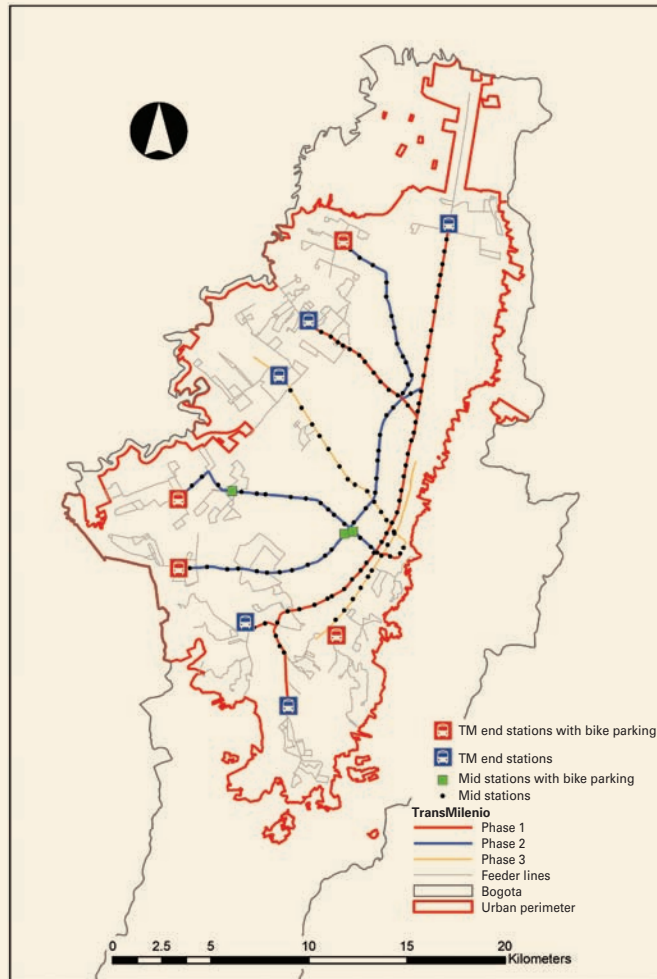 TM end stations with bike parking
TM end stations
Mid stations with bike parking
Mid stations
TransMilenio
Phase 1
Phase 2
Phase 3
Feeder lines
Bogota
Urban perimeter
0 2.5 5 10 15 20
Kilometers